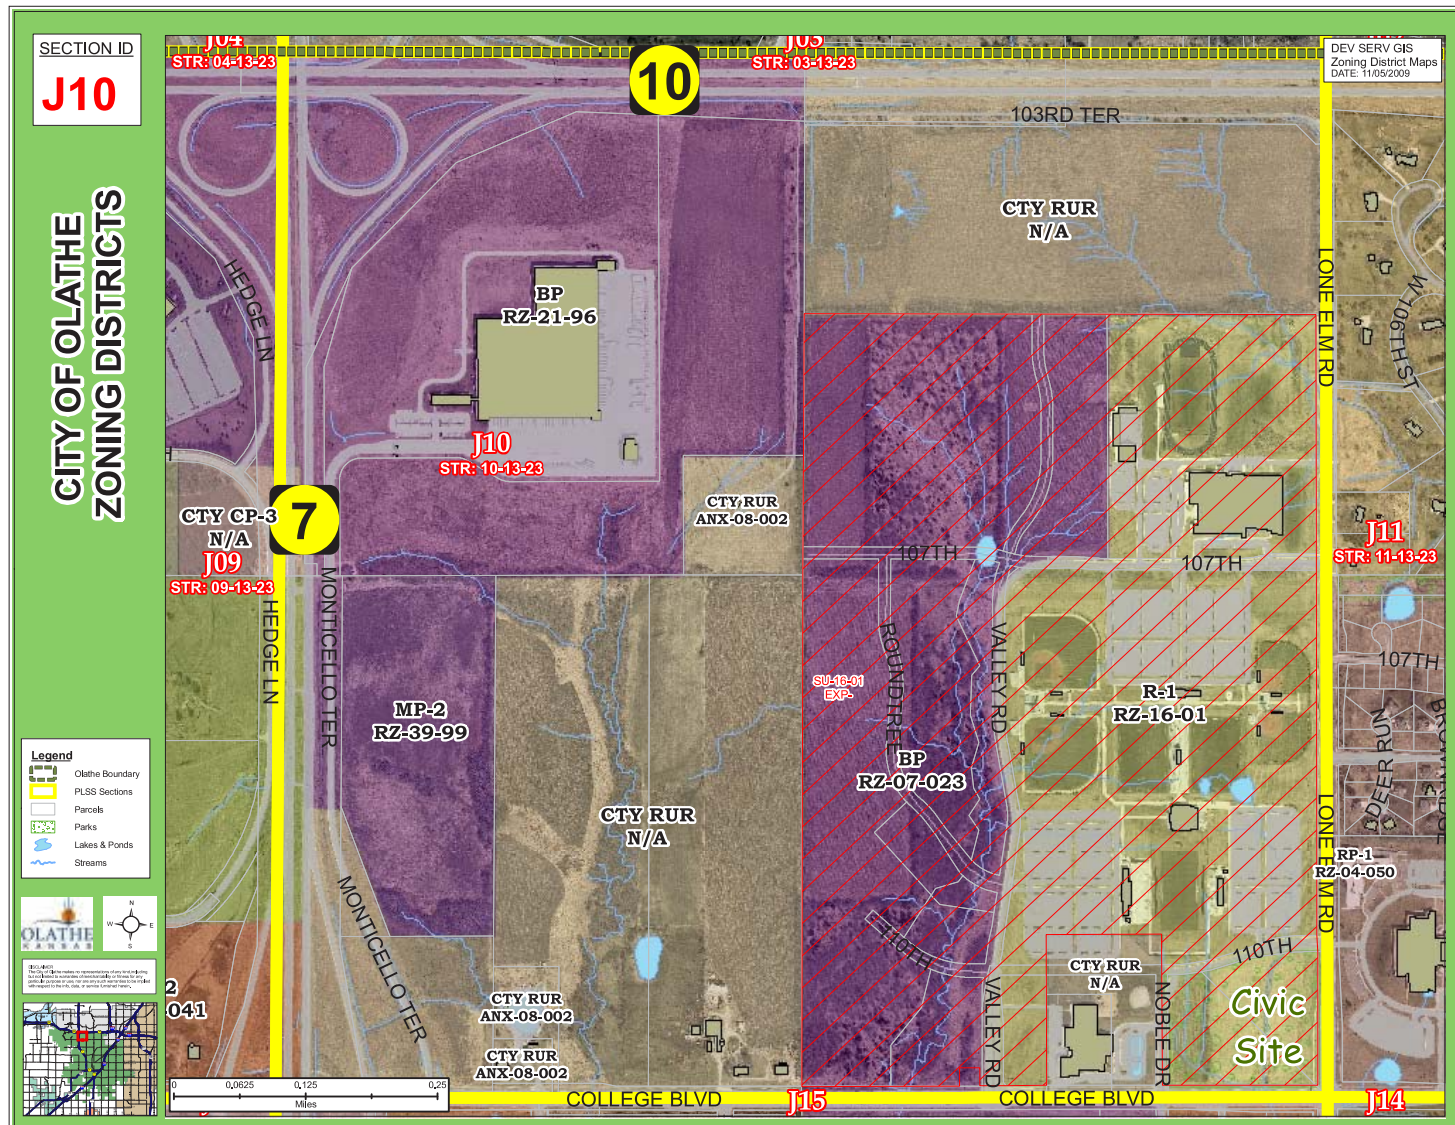 SECTION ID
J10
CITY OF OLATHE
ZONING DISTRICTS
DEV SERV GIS
Zoning District Maps
DATE: 11/05/2009
J04
STR: 04-13-23
J03
STR: 03-13-23
10
103RD TER
CTY RUR
N/A
HEDGE LN
BP
RZ-21-96
LONE ELM RD
W 106TH ST
J10
STR: 10-13-23
CTY RUR
ANX-08-002
CTY CP-3
N/A
7
J09
STR: 09-13-23
107TH
107TH
J11
STR: 11-13-23
HEDGE LN
MONTICELLO TER
ROUNDTREE
VALLEY RD
107TH
SU-16-01
EXP-
R-1
RZ-16-01
MP-2
RZ-39-99
BP
RZ-07-023
DEER RUN
CTY RUR
N/A
LONE ELM RD
RP-1
RZ-04-050
MONTICELLO TER
110TH
110TH
CTY RUR
N/A
VALLEY RD
NOBLE DR
Civic
Site
2
-041
CTY RUR
ANX-08-002
CTY RUR
ANX-08-002
COLLEGE BLVD
J15
COLLEGE BLVD
J14
0 0.0625 0.125 0.25
Miles
Legend
Olathe Boundary
PLSS Sections
Parcels
Parks
Lakes & Ponds
Streams
OLATHE
KANSAS
N
W E
S
DISCLAIMER